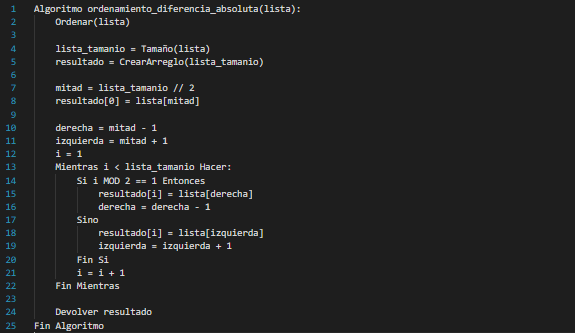 1 Algoritmo ordenamiento_diferencia_absoluta(lista):
2     Ordenar(lista)
3
4     lista_tamanio = Tamaño(lista)
5     resultado = CrearArreglo(lista_tamanio)
6
7     mitad = lista_tamanio // 2
8     resultado[0] = lista[mitad]
9
10     derecha = mitad - 1
11     izquierda = mitad + 1
12     i = 1
13     Mientras i < lista_tamanio Hacer:
14         Si i MOD 2 == 1 Entonces
15             resultado[i] = lista[derecha]
16             derecha = derecha - 1
17         Sino
18             resultado[i] = lista[izquierda]
19             izquierda = izquierda + 1
20         Fin Si
21         i = i + 1
22     Fin Mientras
23
24     Devolver resultado
25 Fin Algoritmo